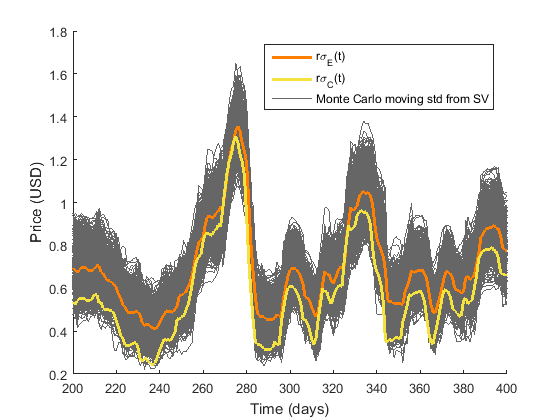 1.8
1.6
1.4
1.2
1
0.8
0.6
0.4
0.2
Price (USD)
rσ_E(t)
rσ_C(t)
Monte Carlo moving std from SV
200 220 240 260 280 300 320 340 360 380 400
Time (days)